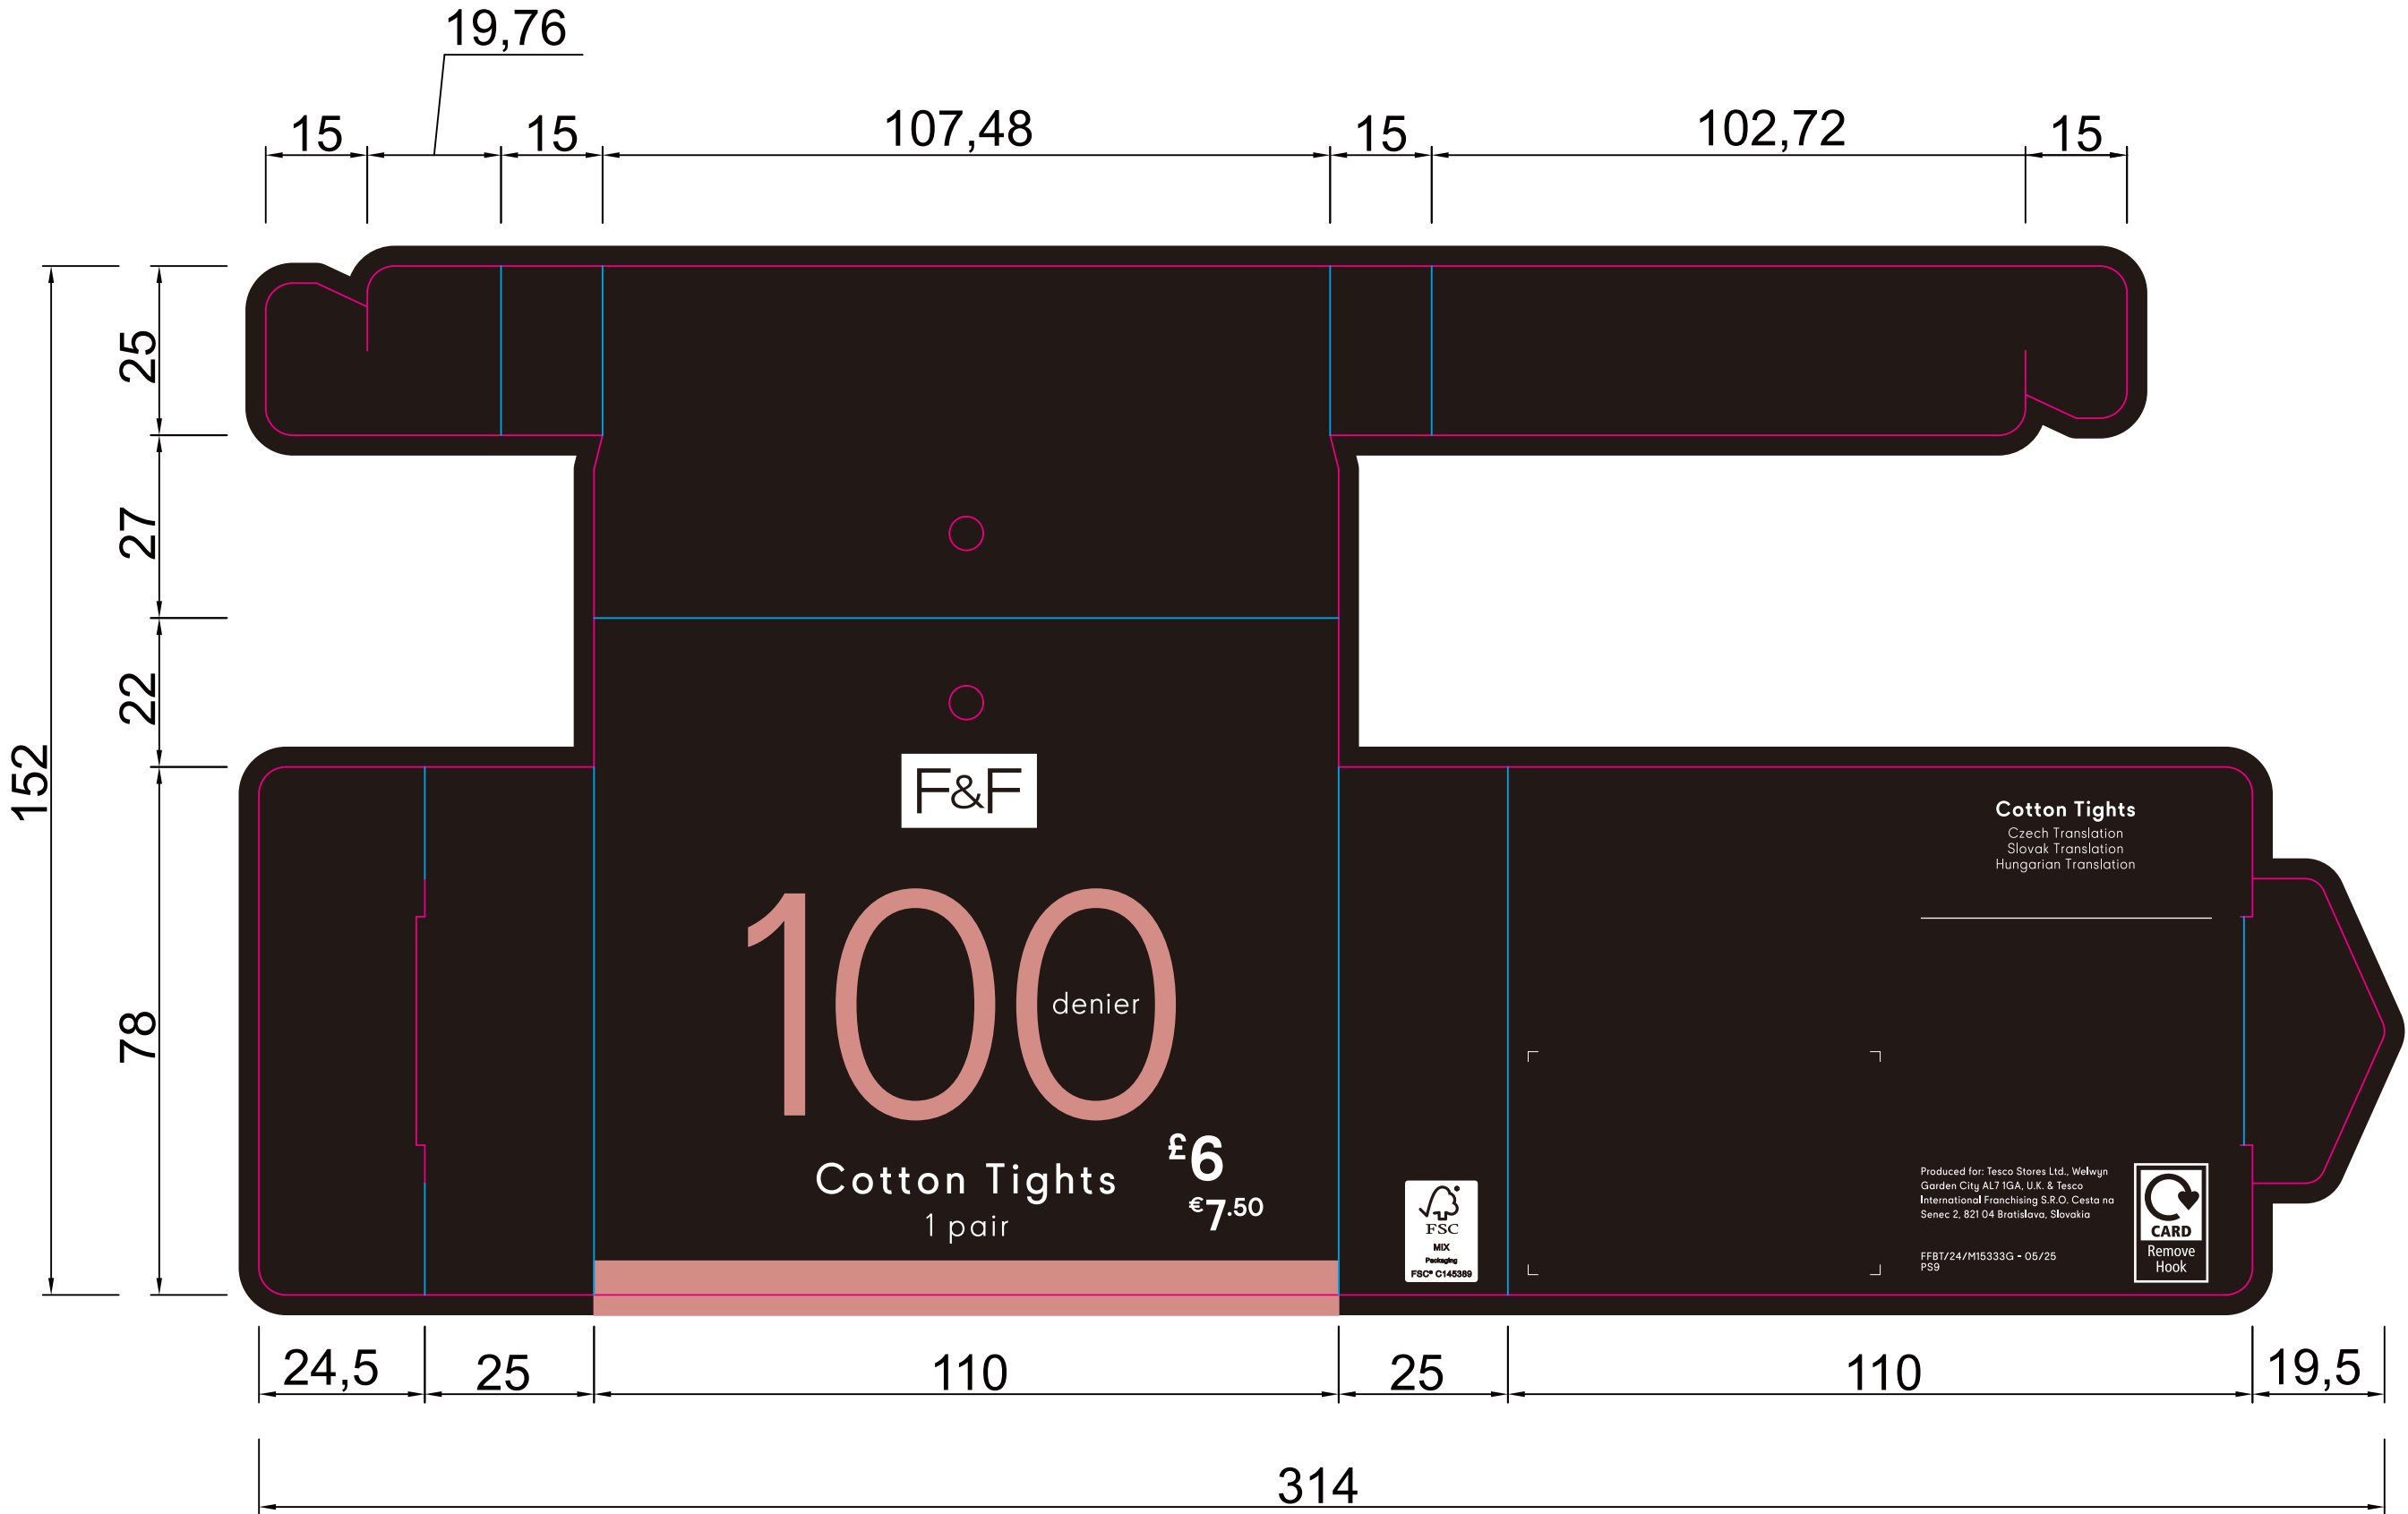 19,76
15
15
107,48
15
102,72
15
152
25
27
22
78
F&F
100
denier
Cotton Tights
1 pair
£6
€7.50
FSC
MIX
Packaging
FSC® C145389
Cotton Tights
Czech Translation
Slovak Translation
Hungarian Translation
Produced for: Tesco Stores Ltd., Welwyn
Garden City AL7 1GA, U.K. & Tesco
International Franchising S.R.O. Cesta na
Senec 2, 821 04 Bratislava, Slovakia
FFBT/24/M15333G - 05/25
PS9
CARD
Remove
Hook
24,5
25
110
25
110
19,5
314